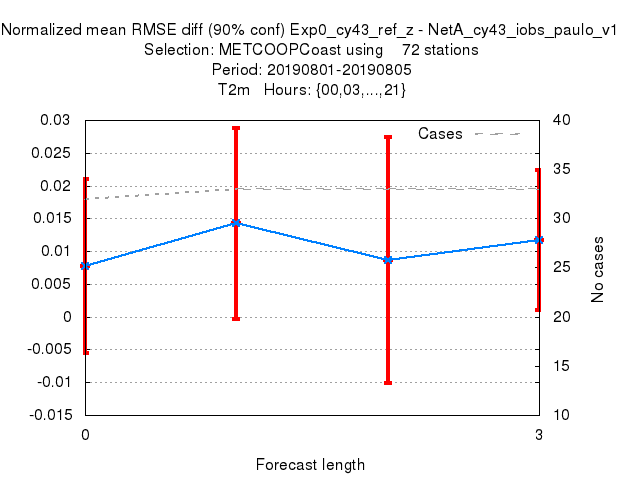 Normalized mean RMSE diff (90% conf) Exp0_cy43_ref_z - NetA_cy43_iobs_paulo_v1
Selection: METCOOPCoast using 72 stations
Period: 20190801-20190805
T2m Hours: {00,03,...,21}
Cases
0.03
0.025
0.02
0.015
0.01
0.005
0
-0.005
-0.01
-0.015
40
35
30
25
20
15
10
No cases
0
3
Forecast length